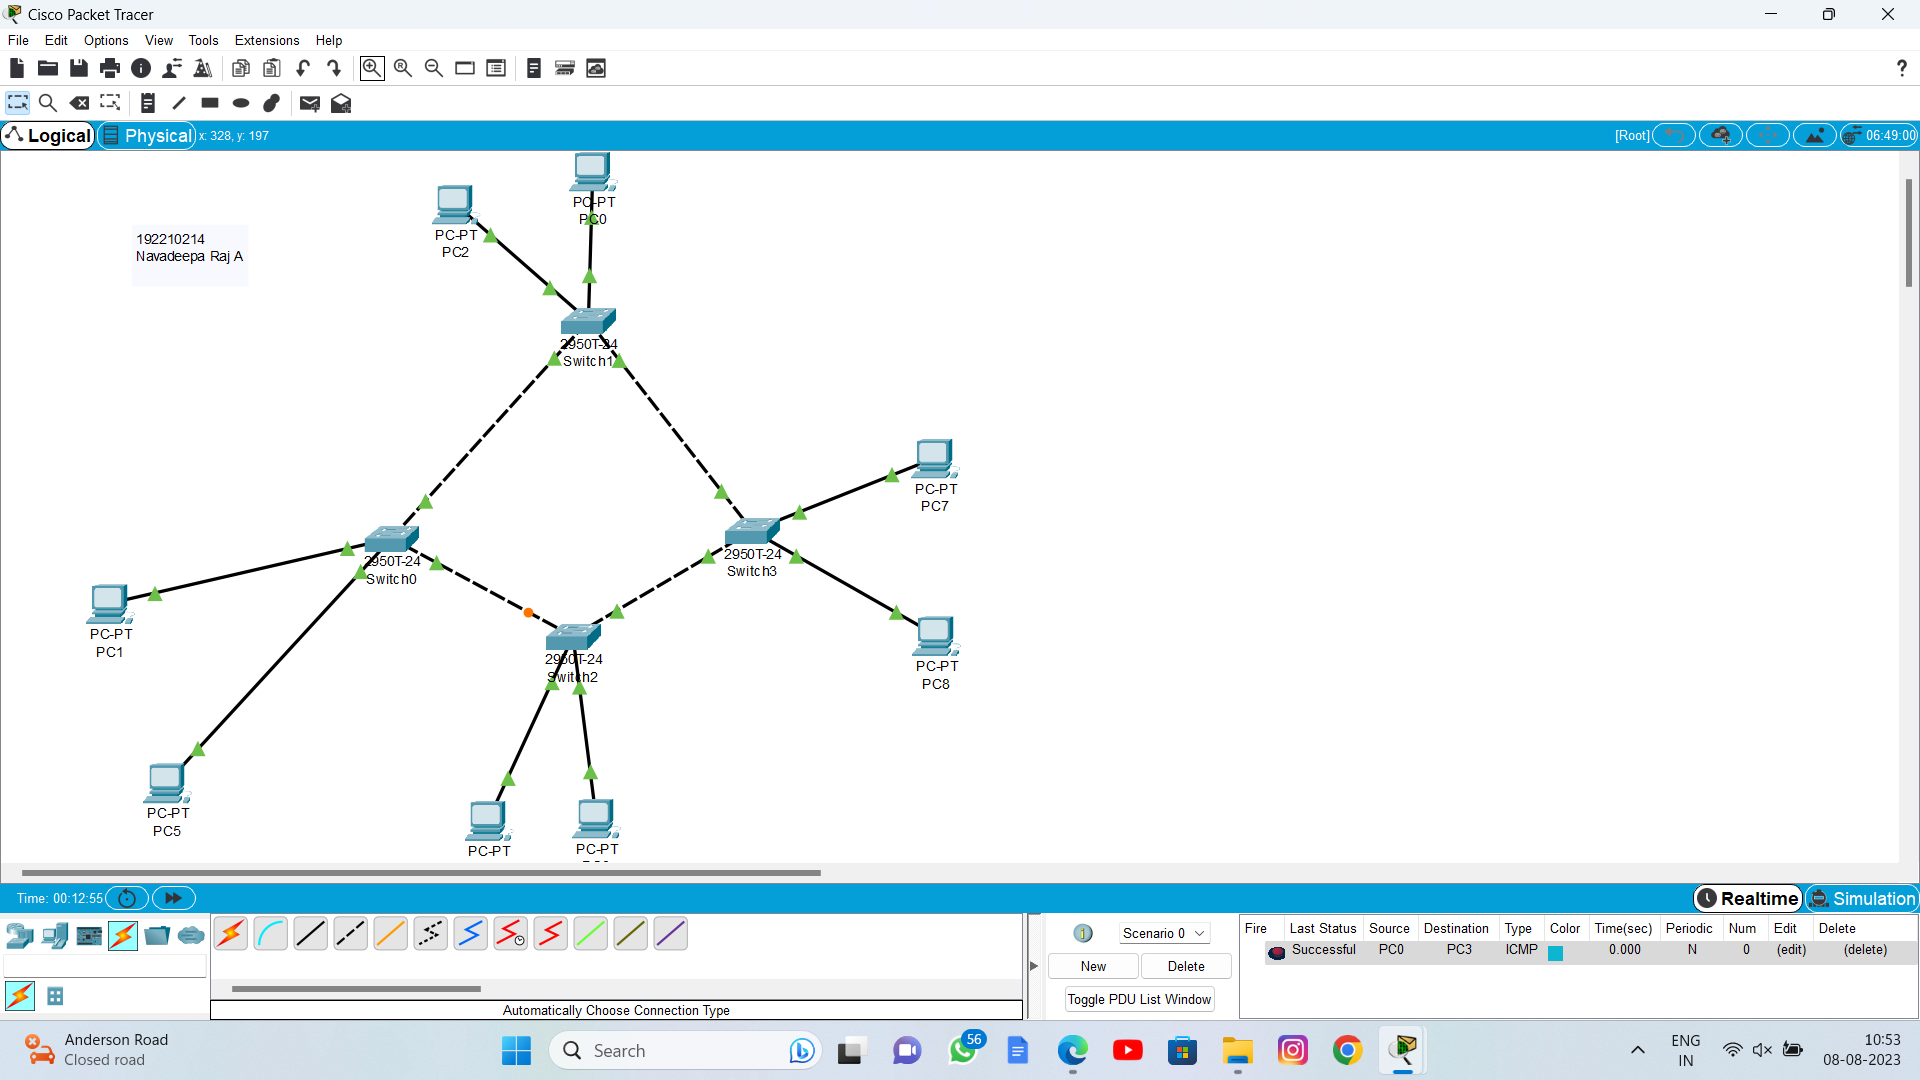 Cisco Packet Tracer
File Edit Options View Tools Extensions Help
Logical Physical x: 328, y: 197 [Root] 06:49:00
192210214
Navadeepa Raj A
PC-PT
PC0
PC-PT
PC2
2950T-24
Switch1
PC-PT
PC7
2950T-24
Switch3
2950T-24
Switch0
PC-PT
PC1
2950T-24
Switch2
PC-PT
PC8
PC-PT
PC5
PC-PT
PC-PT
Time: 00:12:55 Realtime Simulation
Scenario 0
New Delete
Toggle PDU List Window
Fire Last Status Source Destination Type Color Time(sec) Periodic Num Edit Delete
Successful PC0 PC3 ICMP 0.000 N 0 (edit) (delete)
Automatically Choose Connection Type
Anderson Road
Closed road
Search
56
ENG
IN
10:53
08-08-2023